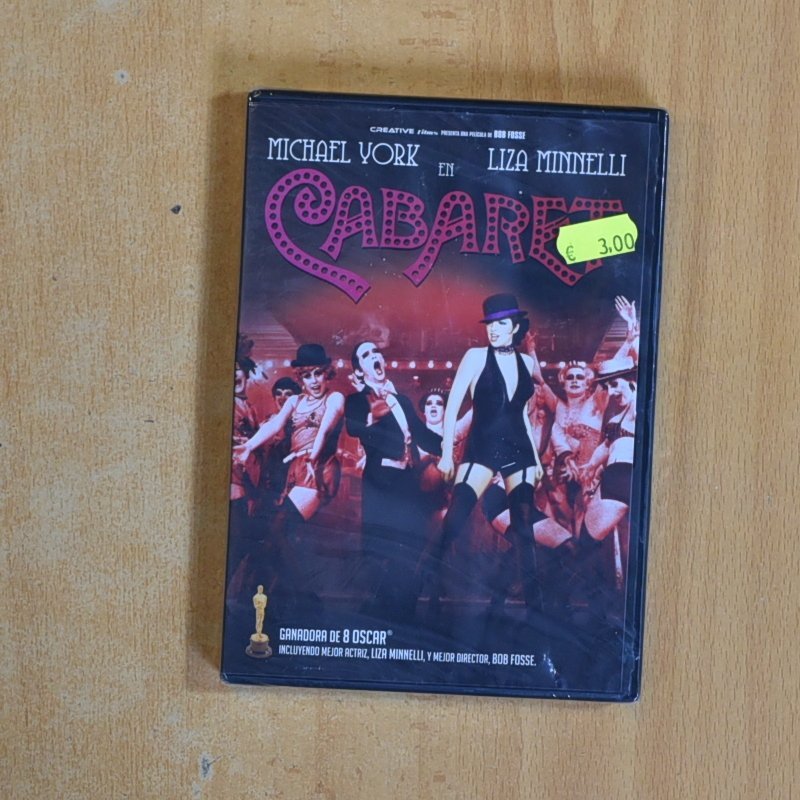 CREATIVE films PRESENTA UNA PELÍCULA DE BOB FOSSE
MICHAEL YORK EN LIZA MINNELLI
CABARET
€ 3,00
GANADORA DE 8 OSCAR®
INCLUYENDO MEJOR ACTRIZ, LIZA MINNELLI, Y MEJOR DIRECTOR, BOB FOSSE.